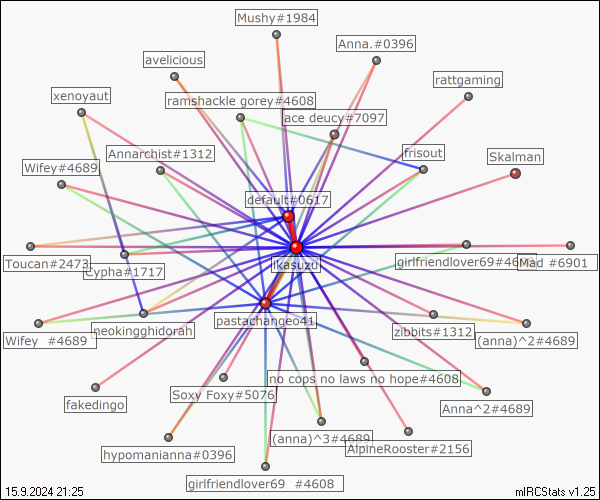 Mushy#1984
Anna.#0396
avelicious
rattgaming
xenoyaut
ramshackle gorey#4608
ace deucy#7097
Annarchist#1312
frisout
Skalman
Wifey#4689
default#0617
Toucan#2473
Cypha#1717
ikasuzu
girlfriendlover69#4608
Mad #6901
Wifey #4689
neokingghidorah
pastachange041
zibbits#1312
(anna)^2#4689
no cops no laws no hope#4608
fakedingo
Soxy Foxy#5076
Anna^2#4689
hypomanianna#0396
(anna)^3#4689
AlpineRooster#2156
girlfriendlover69 #4608
15.9.2024 21:25
mIRCStats v1.25